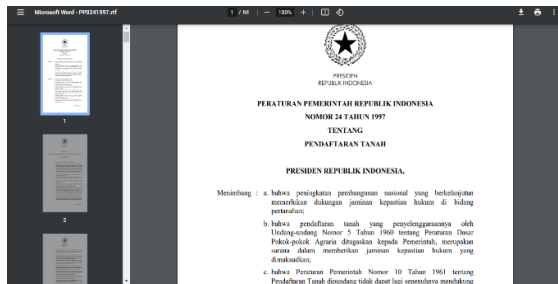 Microsoft Word - PP0241997.rtf
1 / 68
100%
PRESIDEN
REPUBLIK INDONESIA
PERATURAN PEMERINTAH REPUBLIK INDONESIA
NOMOR 24 TAHUN 1997
TENTANG
PENDAFTARAN TANAH
PRESIDEN REPUBLIK INDONESIA,
Menimbang : a. bahwa peningkatan pembangunan nasional yang berkelanjutan
memerlukan dukungan jaminan kepastian hukum di bidang
pertanahan;
b. bahwa pendaftaran tanah yang penyelenggaraannya oleh
Undang-undang Nomor 5 Tahun 1960 tentang Peraturan Dasar
Pokok-pokok Agraria ditugaskan kepada Pemerintah, merupakan
sarana dalam memberikan jaminan kepastian hukum yang
dimaksudkan;
c. bahwa Peraturan Pemerintah Nomor 10 Tahun 1961 tentang
Pendaftaran Tanah dipandang tidak dapat lagi sepenuhnya mendukung
1
2